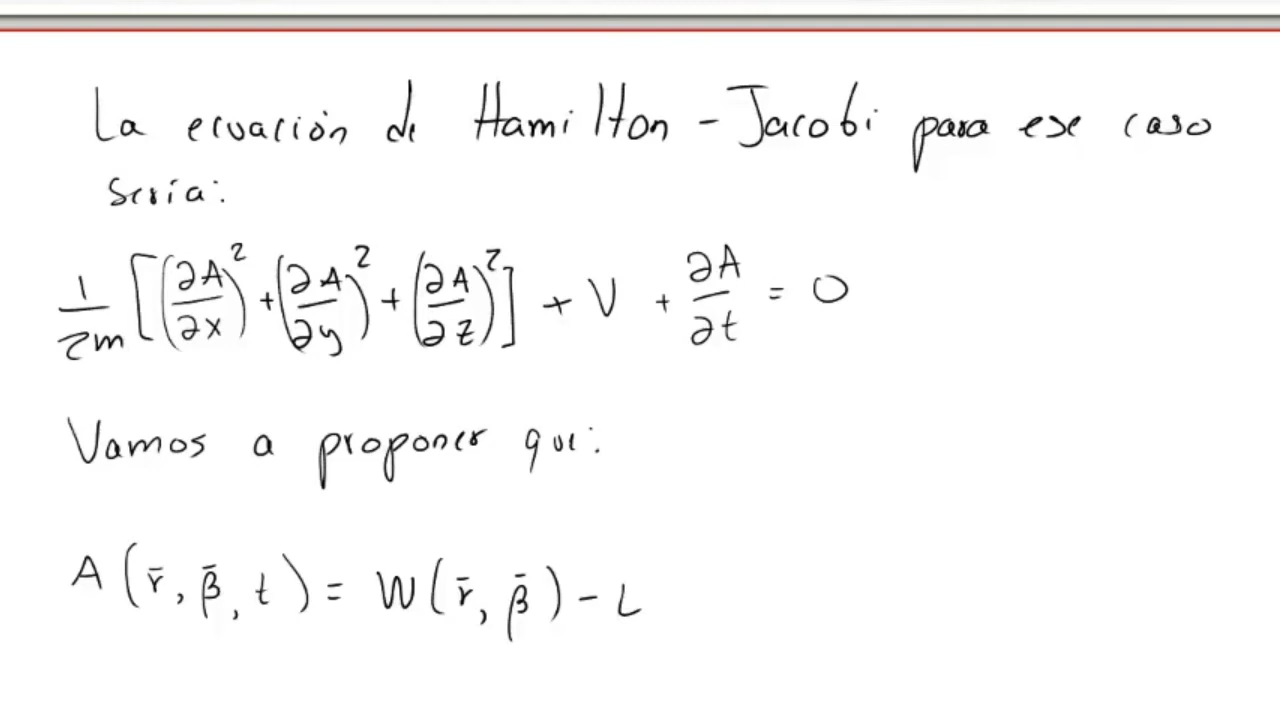 La ecuación de Hamilton - Jacobi para ese caso
sería:
1/2m [(∂A/∂x)² + (∂A/∂y)² + (∂A/∂z)²] + V + ∂A/∂t = 0
Vamos a proponer que:
A (r̄, β̄, t) = W(r̄, β̄) - L